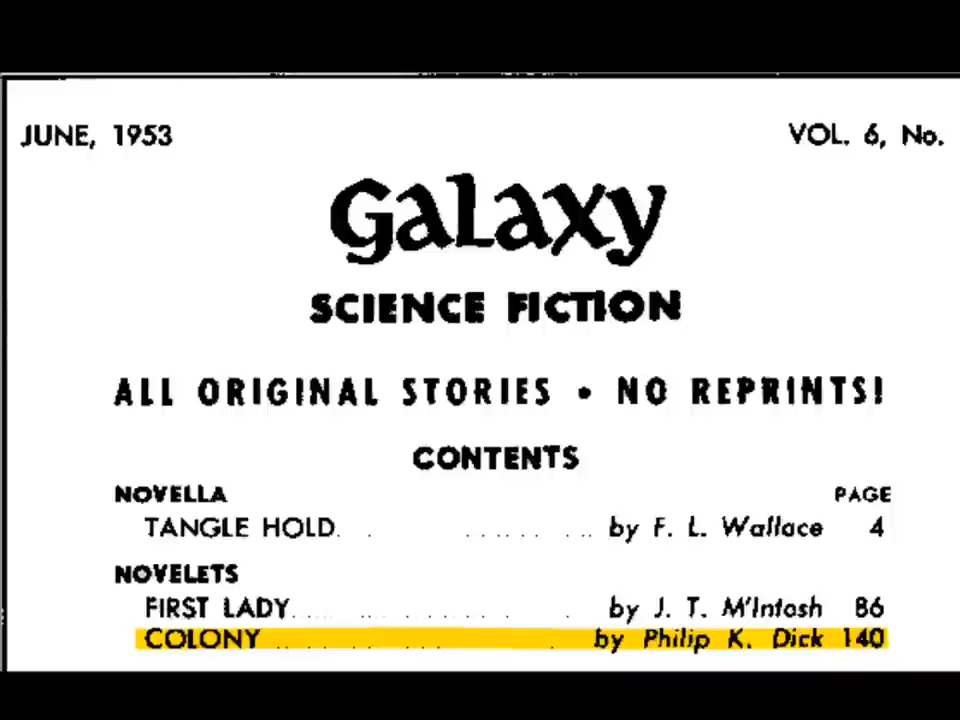 JUNE, 1953 VOL. 6, No.
Galaxy
SCIENCE FICTION
ALL ORIGINAL STORIES • NO REPRINTS!
CONTENTS
NOVELLA PAGE
TANGLE HOLD by F. L. Wallace 4
NOVELETS
FIRST LADY by J. T. M'Intosh 86
COLONY by Philip K. Dick 140